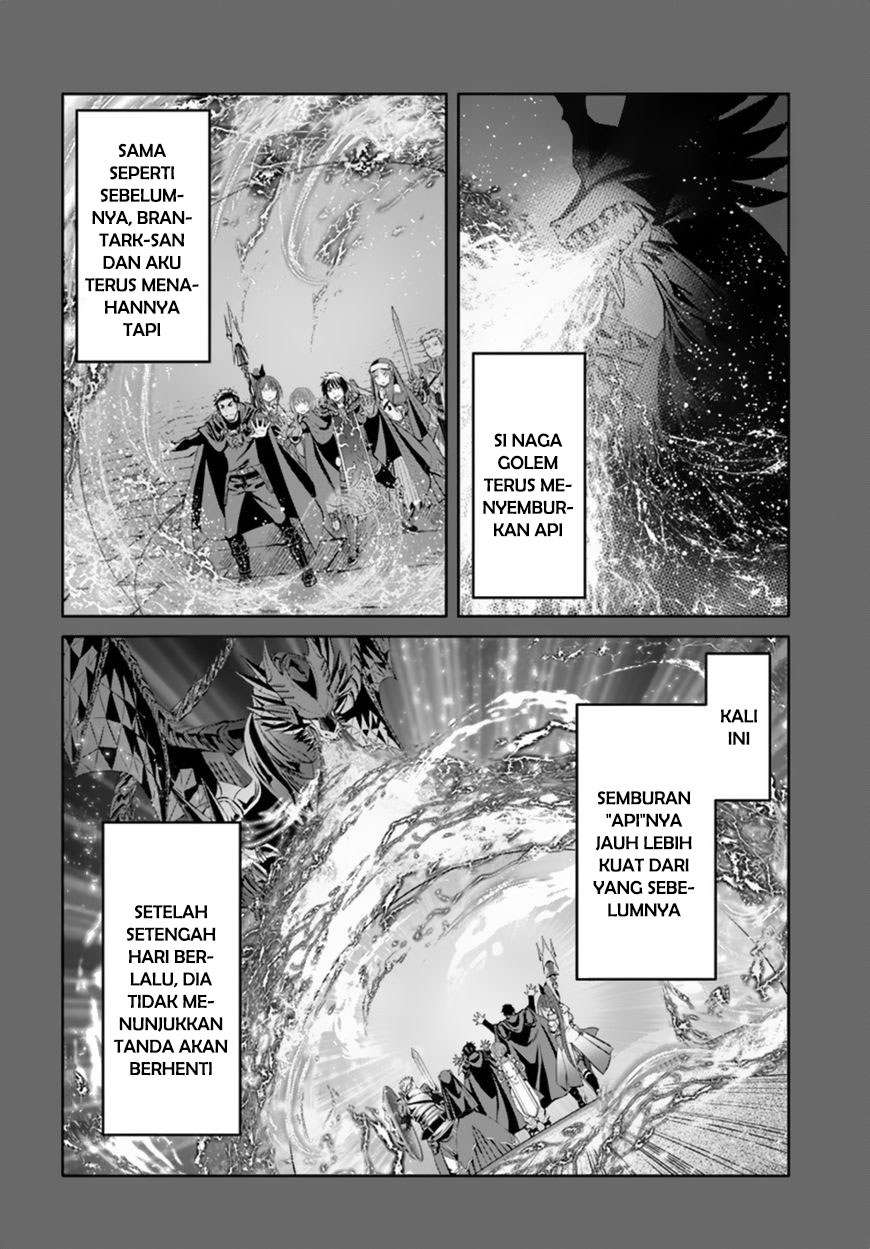 SI NAGA
GOLEM
TERUS ME-
NYEMBUR-
KAN API
SAMA
SEPERTI
SEBELUM-
NYA, BRAN-
TARK-SAN
DAN AKU
TERUS MENA-
HANNYA
TAPI
KALI
INI
SEMBURAN
"API"NYA
JAUH LEBIH
KUAT DARI
YANG SEBE-
LUMNYA
SETELAH
SETENGAH
HARI BER-
LALU, DIA
TIDAK ME-
NUNJUKKAN
TANDA AKAN
BERHENTI